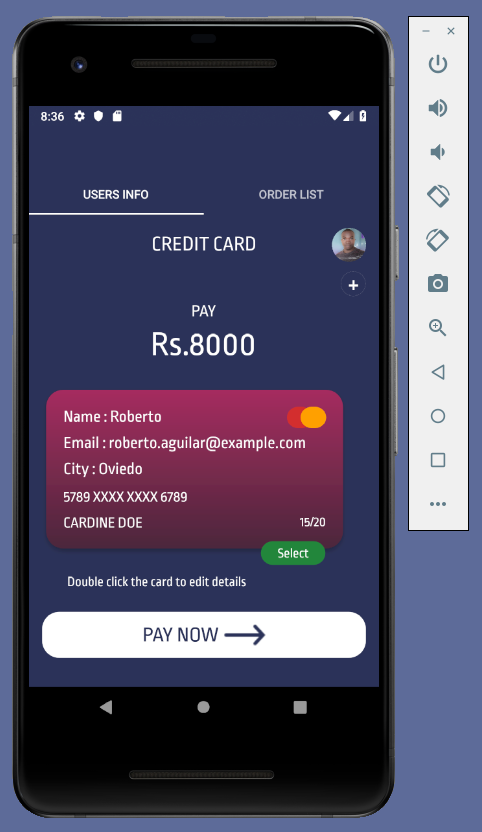 8:36
USERS INFO
ORDER LIST
CREDIT CARD
+
PAY
Rs.8000
Name : Roberto
Email : roberto.aguilar@example.com
City : Oviedo
5789 XXXX XXXX 6789
CARDINE DOE 15/20
Select
Double click the card to edit details
PAY NOW